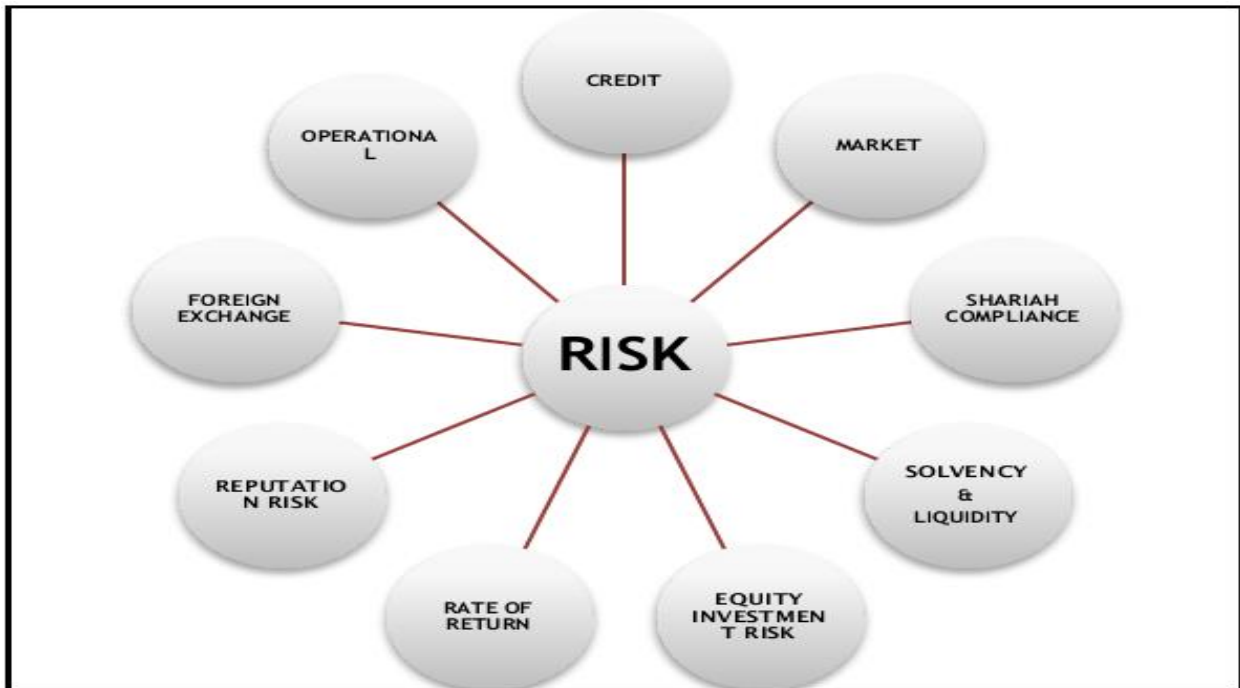 CREDIT
MARKET
SHARIAH
COMPLIANCE
SOLVENCY
&
LIQUIDITY
EQUITY
INVESTMEN
T RISK
RATE OF
RETURN
REPUTATIO
N RISK
FOREIGN
EXCHANGE
OPERATIONA
L
RISK